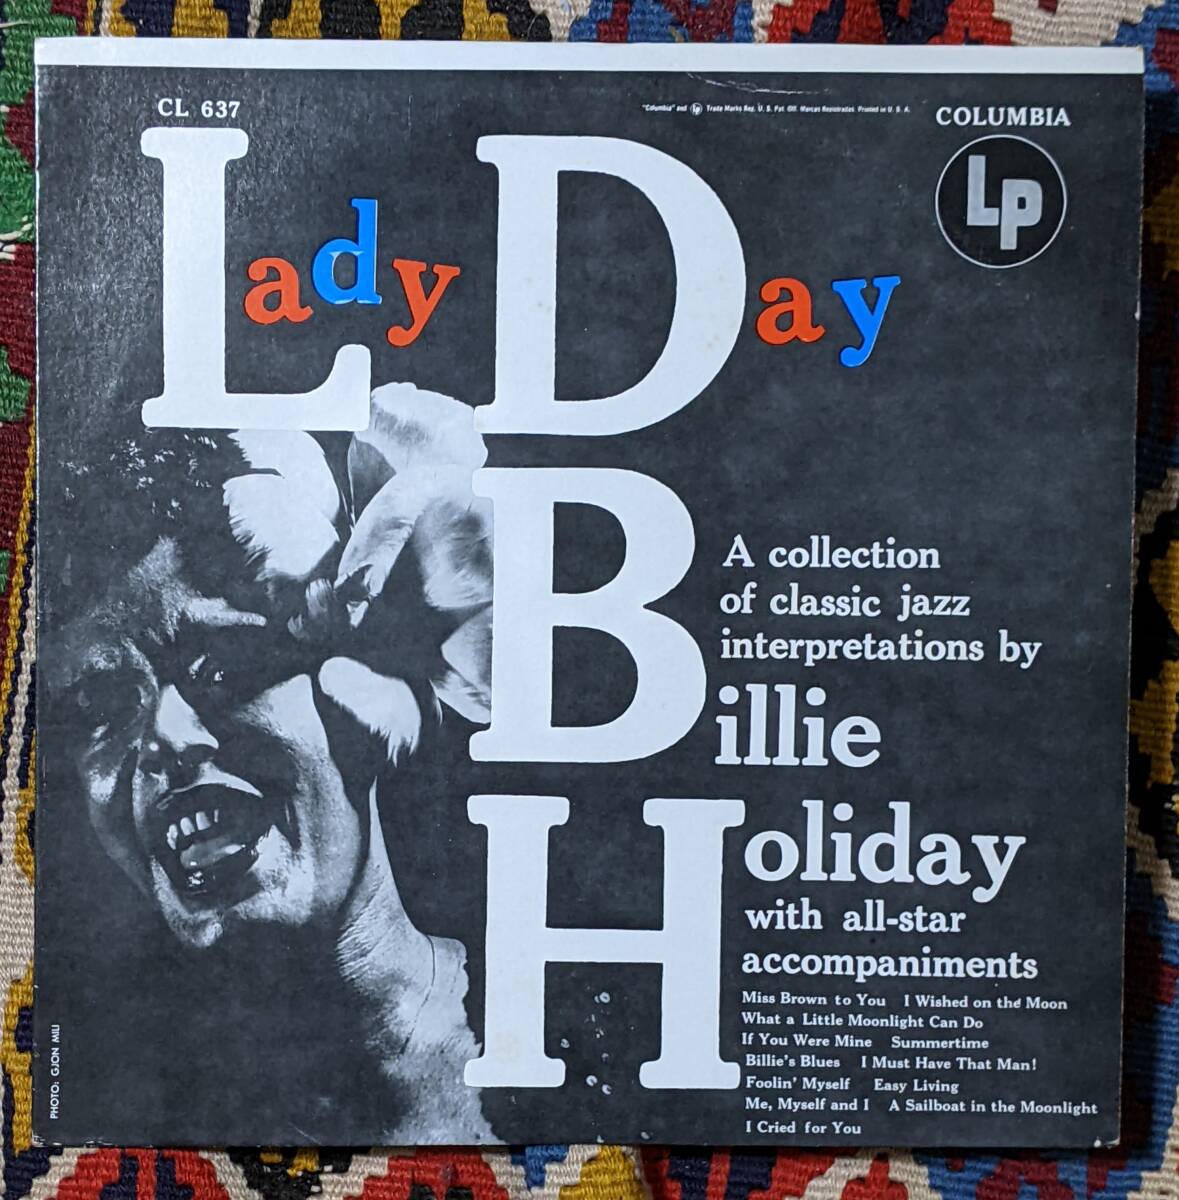 CL 637
"Columbia" and Lp Trade Marks Reg. U. S. Pat. Off. Marcas Registradas Printed in U. S. A.
COLUMBIA
Lp
Lady Day
A collection
of classic jazz
interpretations by
Billie
Holiday
with all-star
accompaniments
Miss Brown to You I Wished on the Moon
What a Little Moonlight Can Do
If You Were Mine Summertime
Billie's Blues I Must Have That Man!
Foolin' Myself Easy Living
Me, Myself and I A Sailboat in the Moonlight
I Cried for You
PHOTO: GJON MILI